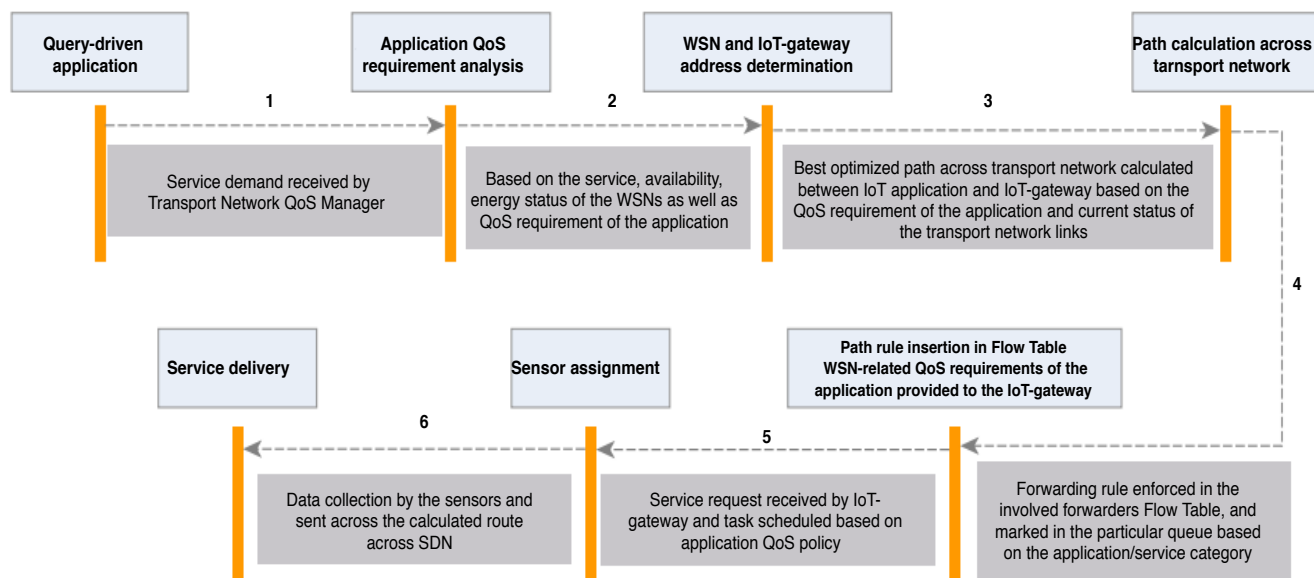 Query-driven
application
Application QoS
requirement analysis
WSN and IoT-gateway
address determination
Path calculation across
tarnsport network
1
2
3
Service demand received by
Transport Network QoS Manager
Based on the service, availability,
energy status of the WSNs as well as
QoS requirement of the application
Best optimized path across transport network calculated
between IoT application and IoT-gateway based on the
QoS requirement of the application and current status of
the transport network links
4
Service delivery
Sensor assignment
Path rule insertion in Flow Table
WSN-related QoS requirements of the
application provided to the IoT-gateway
6
5
Data collection by the sensors and
sent across the calculated route
across SDN
Service request received by IoT-
gateway and task scheduled based on
application QoS policy
Forwarding rule enforced in the
involved forwarders Flow Table, and
marked in the particular queue based
on the application/service category